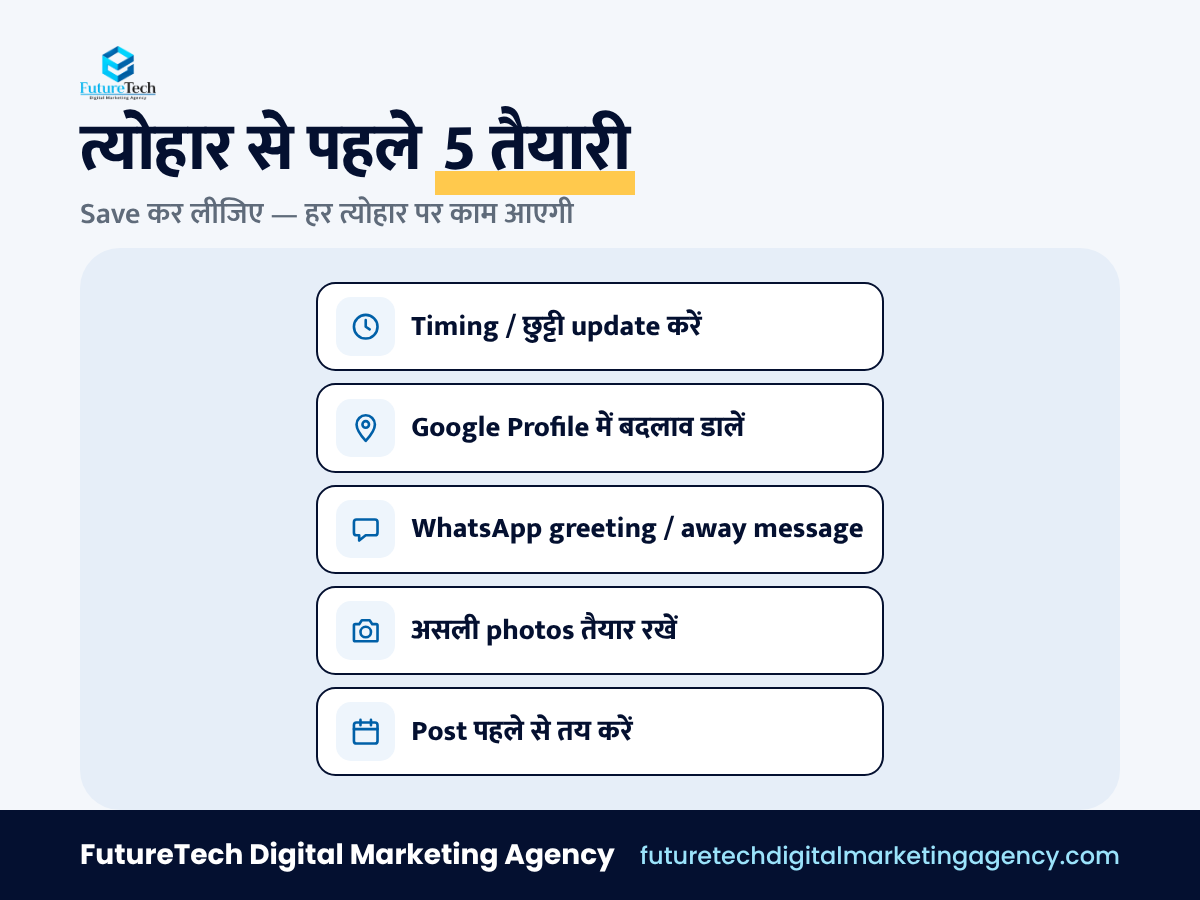 FutureTech
Digital Marketing Agency
त्योहार से पहले 5 तैयारी
Save कर लीजिए — हर त्योहार पर काम आएगी
Timing / छुट्टी update करें
Google Profile में बदलाव डालें
WhatsApp greeting / away message
असली photos तैयार रखें
Post पहले से तय करें
FutureTech Digital Marketing Agency futuretechdigitalmarketingagency.com